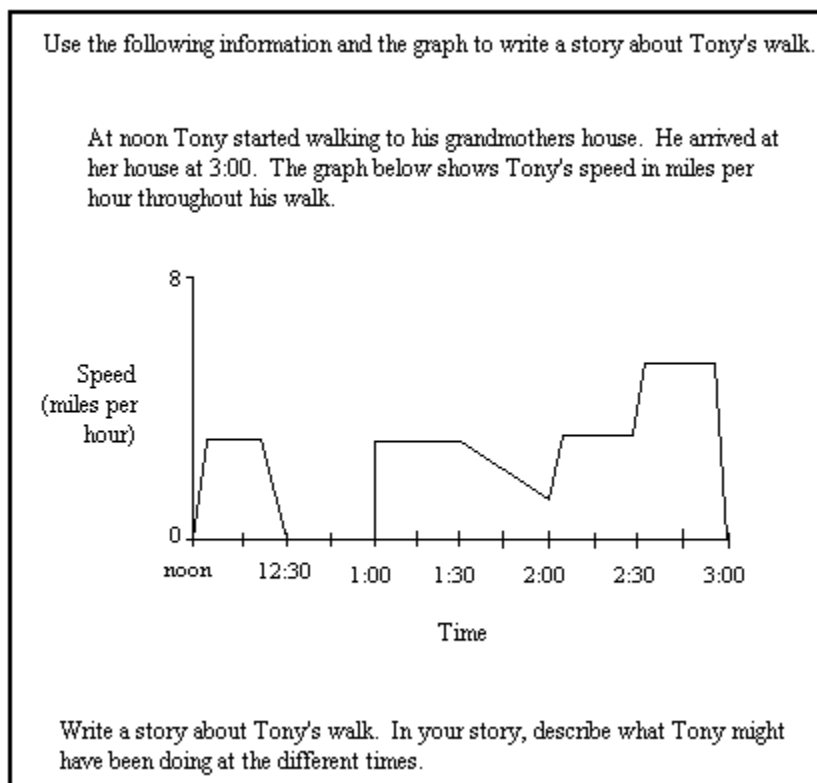 Use the following information and the graph to write a story about Tony's walk.
At noon Tony started walking to his grandmothers house. He arrived at
her house at 3:00. The graph below shows Tony's speed in miles per
hour throughout his walk.
8
Speed
(miles per
hour)
0
noon 12:30 1:00 1:30 2:00 2:30 3:00
Time
Write a story about Tony's walk. In your story, describe what Tony might
have been doing at the different times.